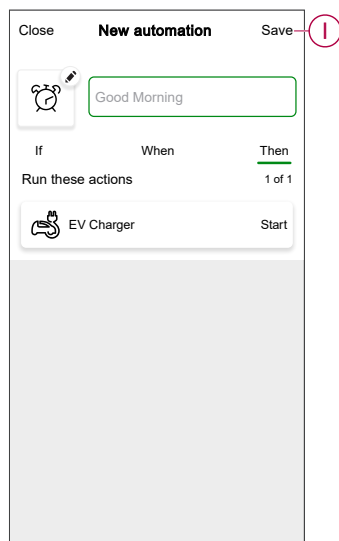 Close New automation Save I
Good Morning
If When Then
Run these actions 1 of 1
EV Charger Start